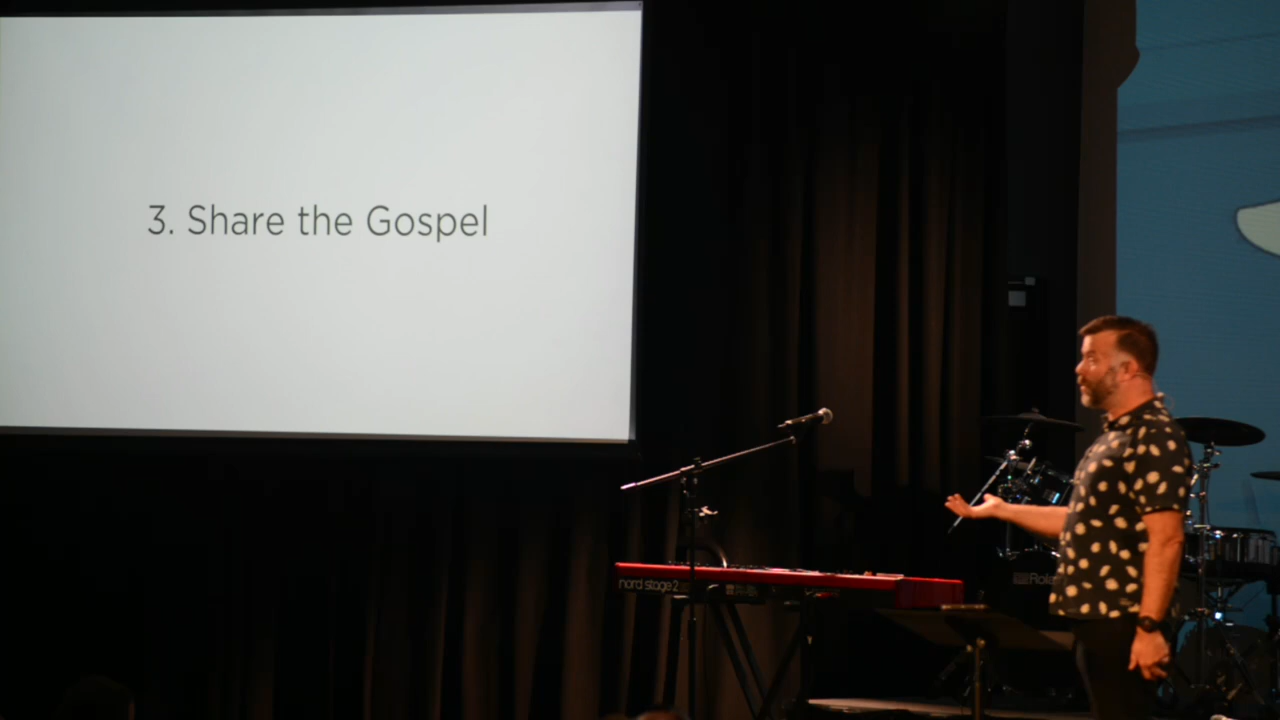 3. Share the Gospel
nord stage 2
Roland